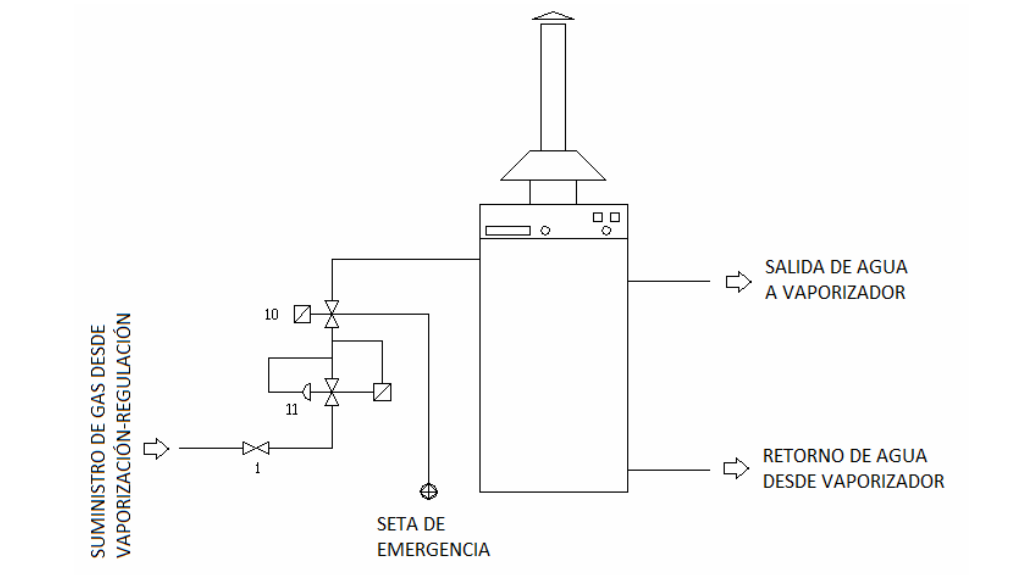 SUMINISTRO DE GAS DESDE
VAPORIZACIÓN-REGULACIÓN
10
11
1
SETA DE
EMERGENCIA
SALIDA DE AGUA
A VAPORIZADOR
RETORNO DE AGUA
DESDE VAPORIZADOR